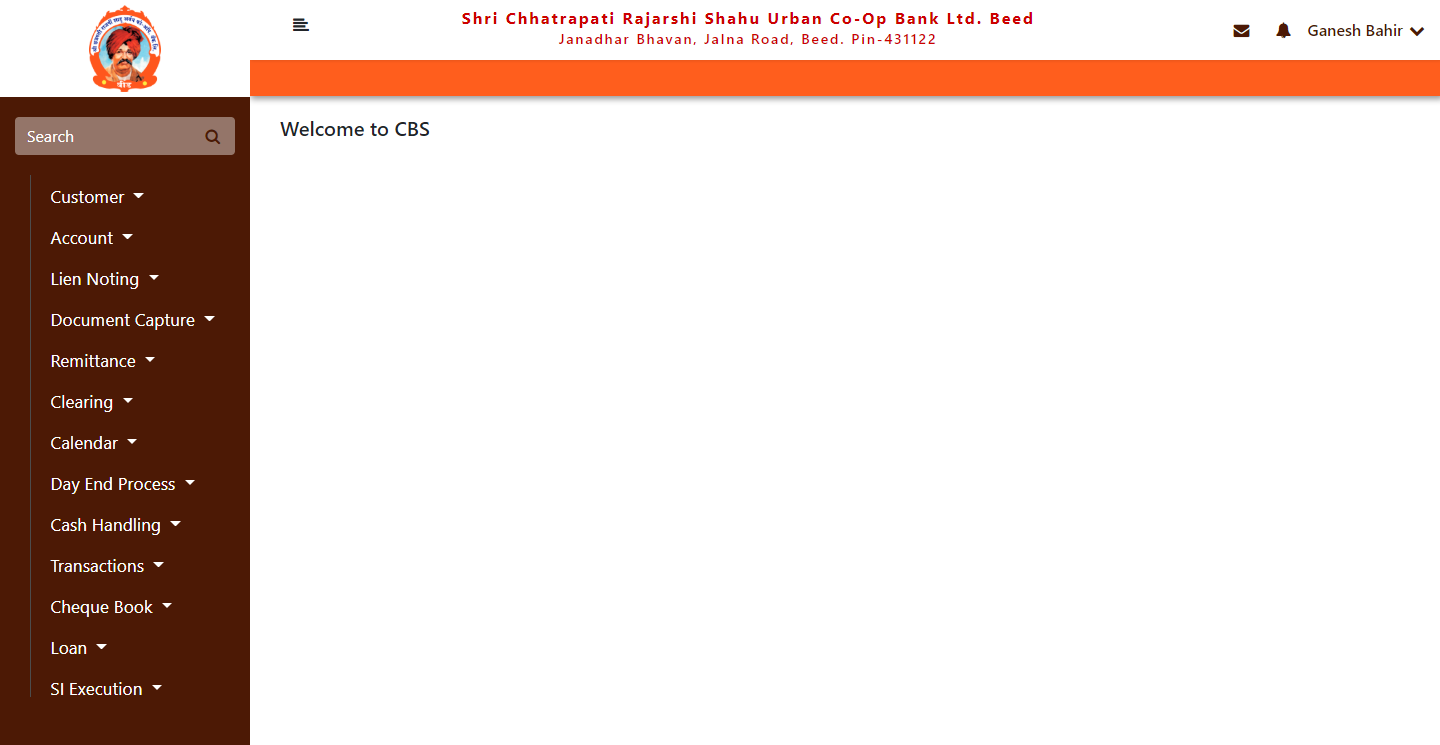 Shri Chhatrapati Rajarshi Shahu Urban Co-Op Bank Ltd. Beed
Janadhar Bhavan, Jalna Road, Beed. Pin-431122
Ganesh Bahir
बीड
Search
Welcome to CBS
Customer
Account
Lien Noting
Document Capture
Remittance
Clearing
Calendar
Day End Process
Cash Handling
Transactions
Cheque Book
Loan
SI Execution